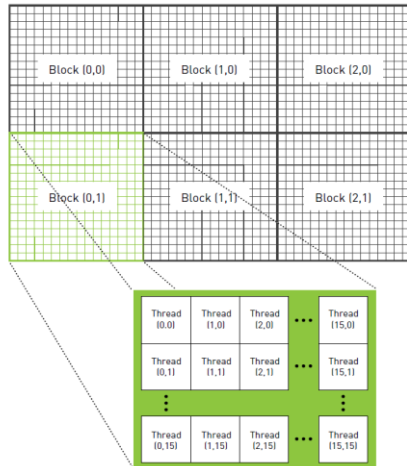 Block (0,0)
Block (1,0)
Block (2,0)
Block (0,1)
Block (1,1)
Block (2,1)
Thread Thread Thread Thread
(0.0) (1,0) (2,0) ••• (15,0)
Thread Thread Thread Thread
(0,1) (1,1) (2,1) ••• (15,1)
Thread Thread Thread Thread
(0,15) (1,15) (2,15) ••• (15,15)